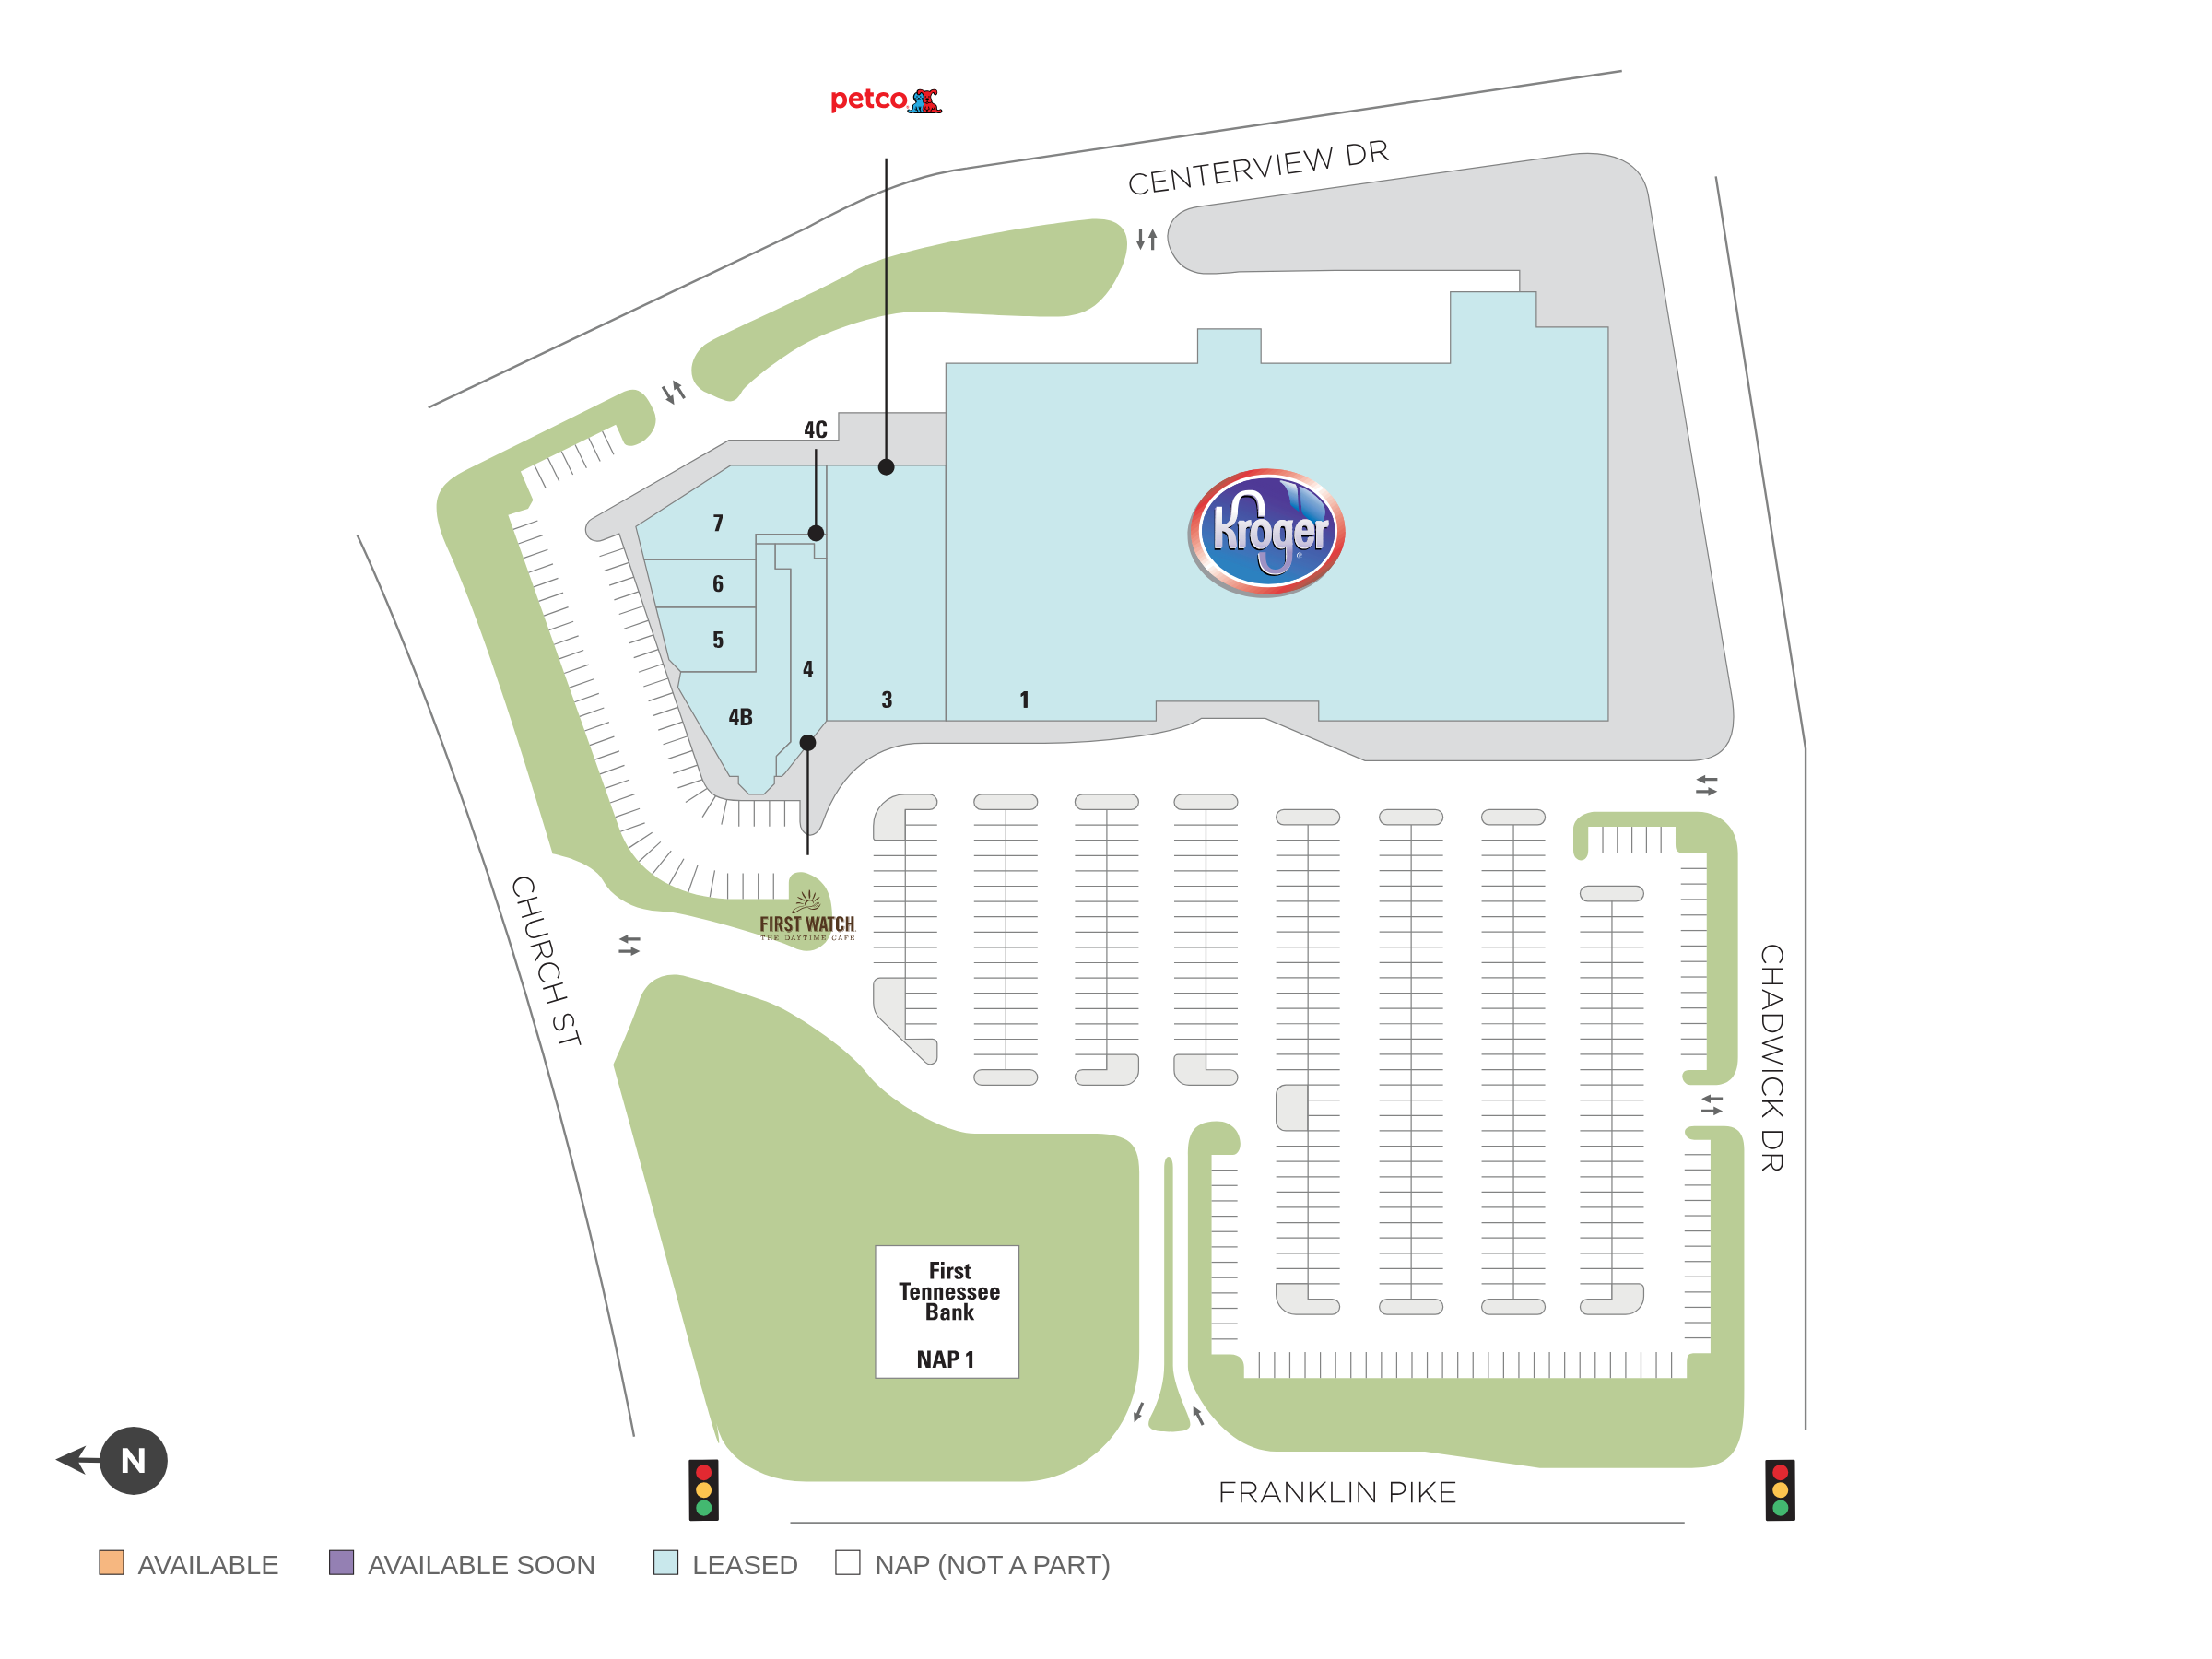 petco
CENTERVIEW DR
4C
7
Kroger
6
5
4
3
1
4B
CHURCH ST
FIRST WATCH
THE DAYTIME CAFE
CHADWICK DR
First
Tennessee
Bank
NAP 1
N
FRANKLIN PIKE
AVAILABLE
AVAILABLE SOON
LEASED
NAP (NOT A PART)